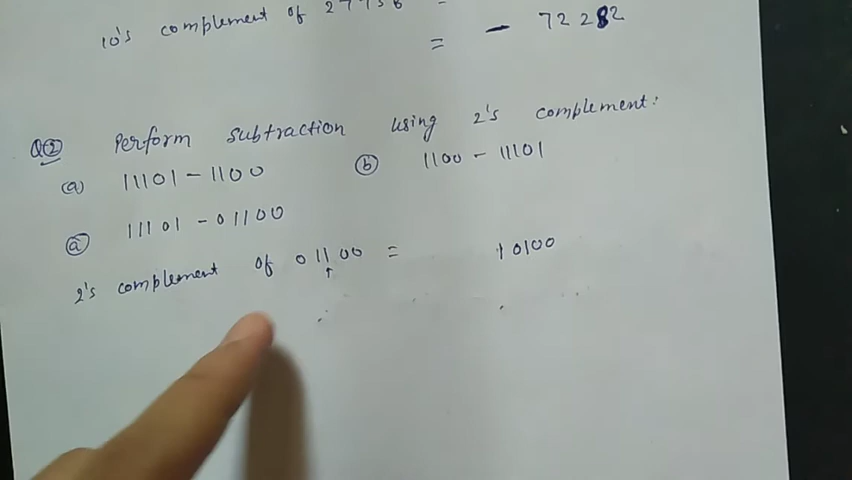 10's complement of 27738 =
= - 72282
Q② Perform subtraction using 2's complement:
ⓐ 11101 - 1100 ⓑ 1100 - 11101
ⓐ 11101 - 01100
2's complement of 01100 = 10100